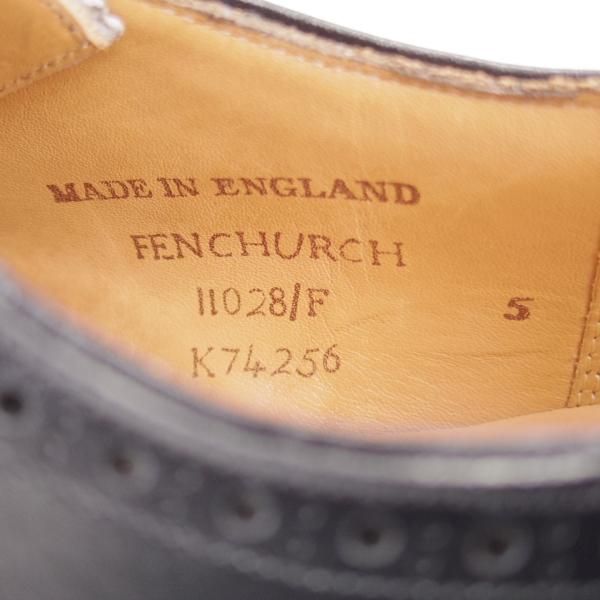 MADE IN ENGLAND
FENCHURCH
11028/F 5
K74256